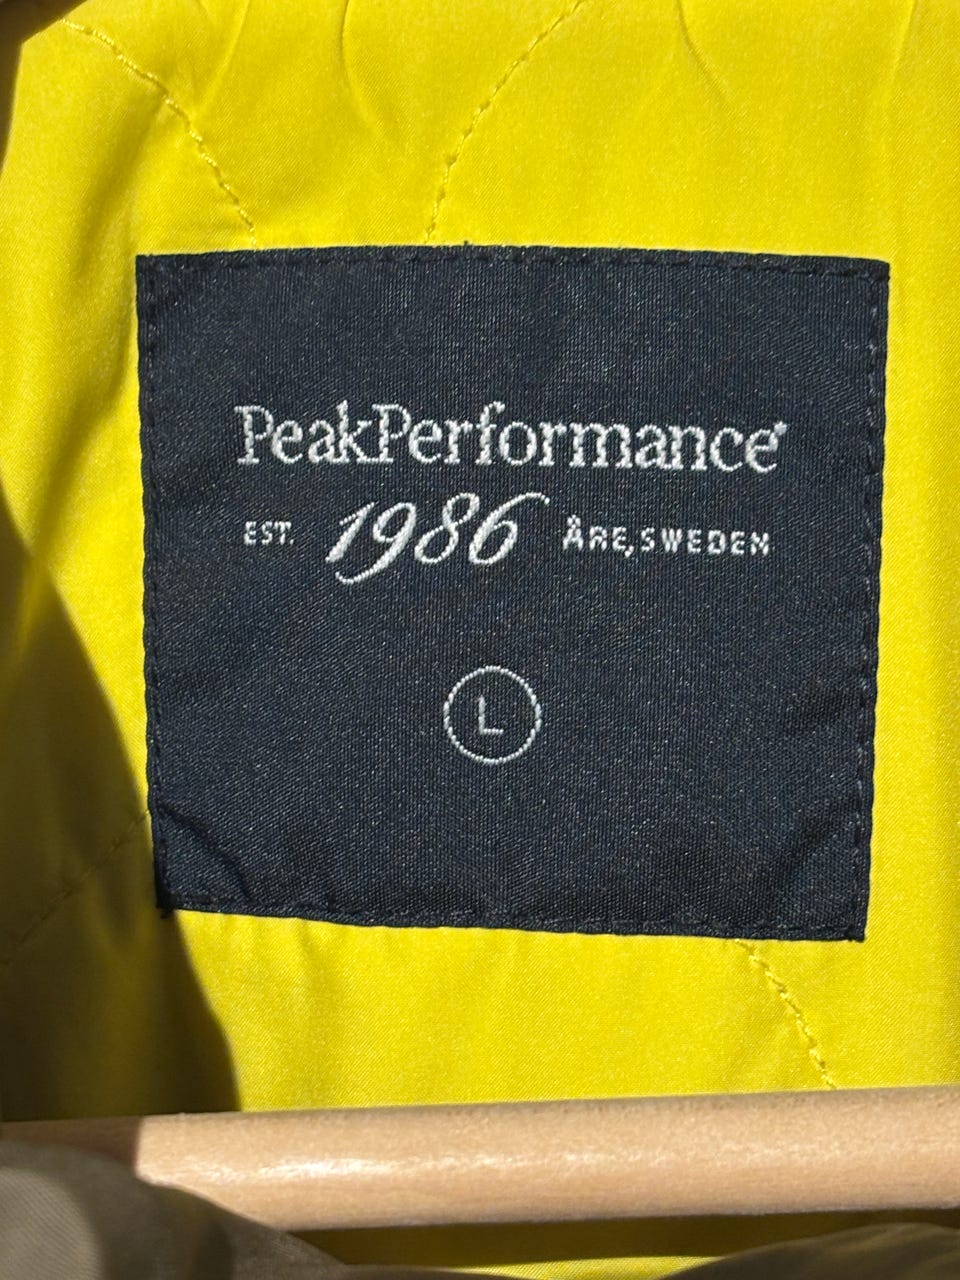 PeakPerformance®
EST. 1986 ÅRE, SWEDEN
L